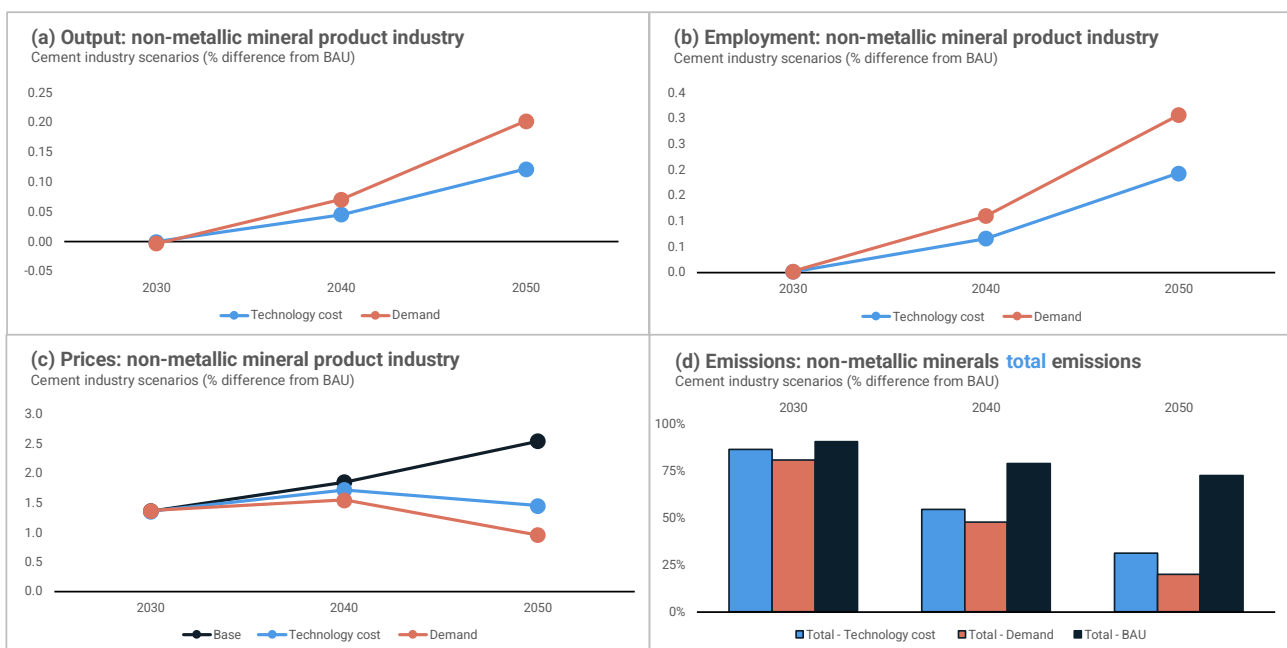 (a) Output: non-metallic mineral product industry
Cement industry scenarios (% difference from BAU)
0.25
0.20
0.15
0.10
0.05
0.00
-0.05
2030 2040 2050
Technology cost Demand
(b) Employment: non-metallic mineral product industry
Cement industry scenarios (% difference from BAU)
0.4
0.3
0.3
0.2
0.2
0.1
0.1
0.0
2030 2040 2050
Technology cost Demand
(c) Prices: non-metallic mineral product industry
Cement industry scenarios (% difference from BAU)
3.0
2.5
2.0
1.5
1.0
0.5
0.0
2030 2040 2050
Base Technology cost Demand
(d) Emissions: non-metallic minerals total emissions
Cement industry scenarios (% difference from BAU)
2030 2040 2050
100%
75%
50%
25%
0%
Total - Technology cost Total - Demand Total - BAU